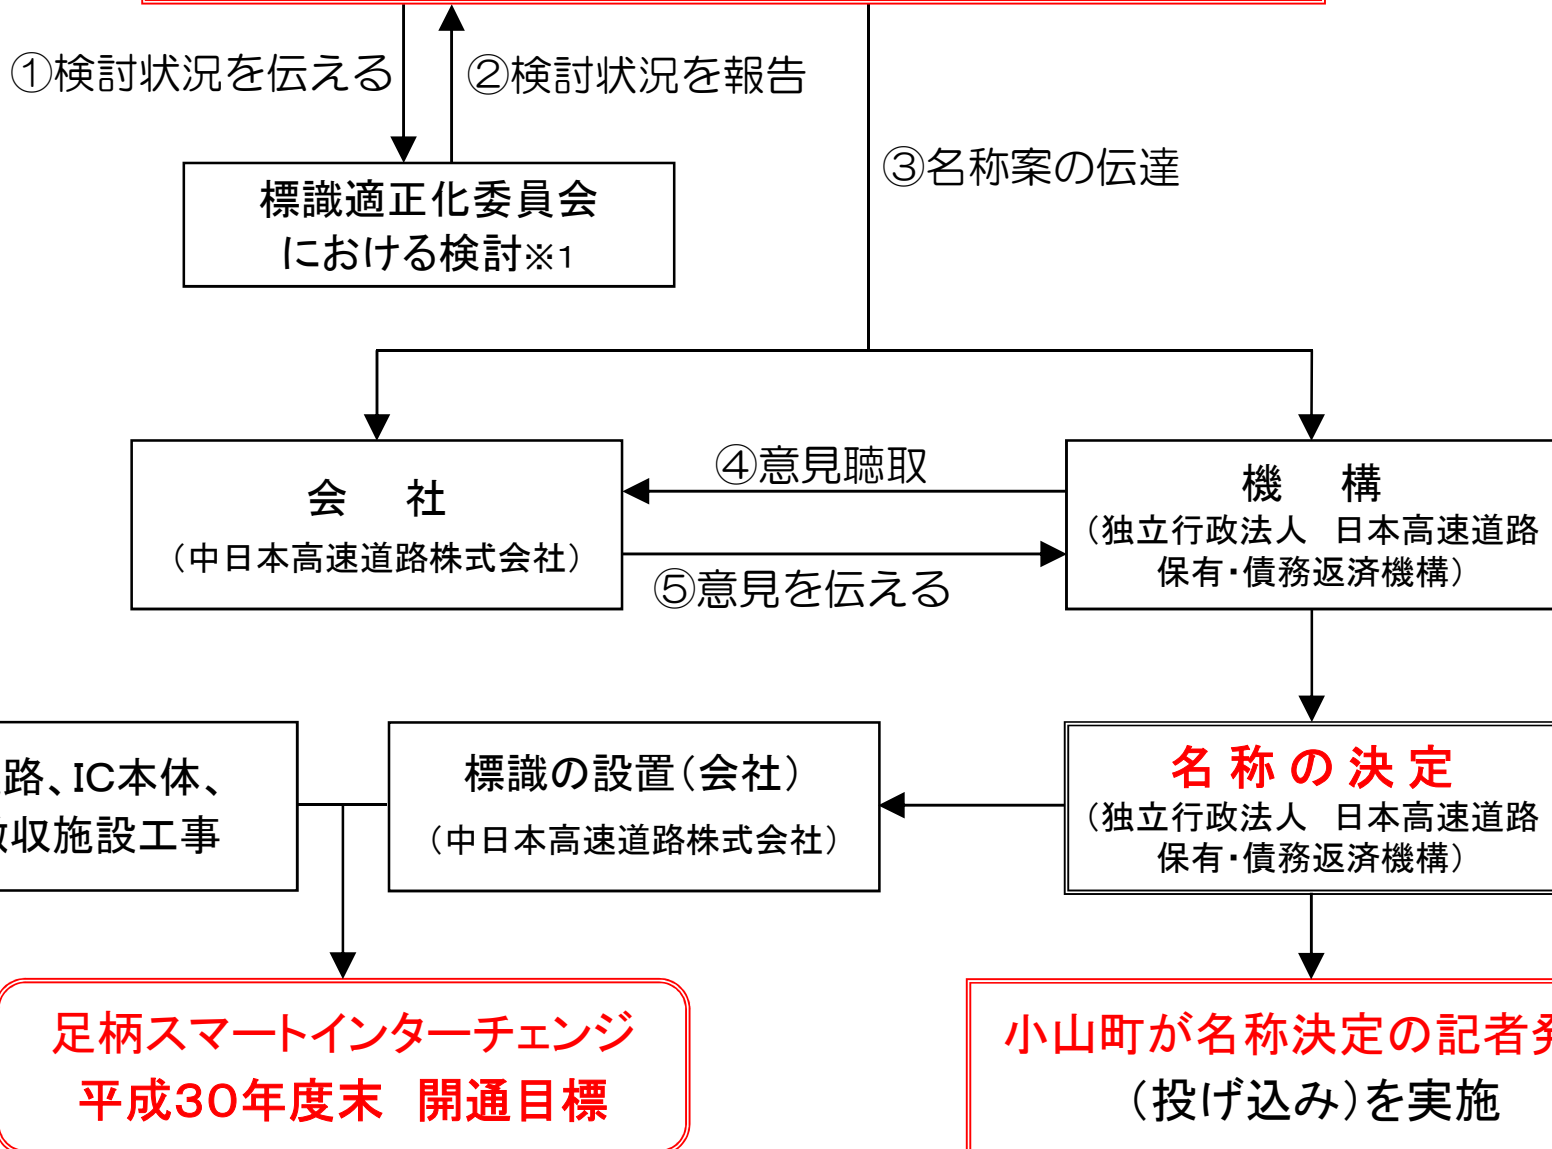 ①検討状況を伝える
②検討状況を報告
③名称案の伝達
標識適正化委員会
における検討※1
④意見聴取
会 社
（中日本高速道路株式会社）
機 構
（独立行政法人 日本高速道路
保有・債務返済機構）
⑤意見を伝える
路、IC本体、
収施設工事
標識の設置（会社）
（中日本高速道路株式会社）
名称の決定
（独立行政法人 日本高速道路
保有・債務返済機構）
足柄スマートインターチェンジ
平成30年度末 開通目標
小山町が名称決定の記者発
（投げ込み）を実施